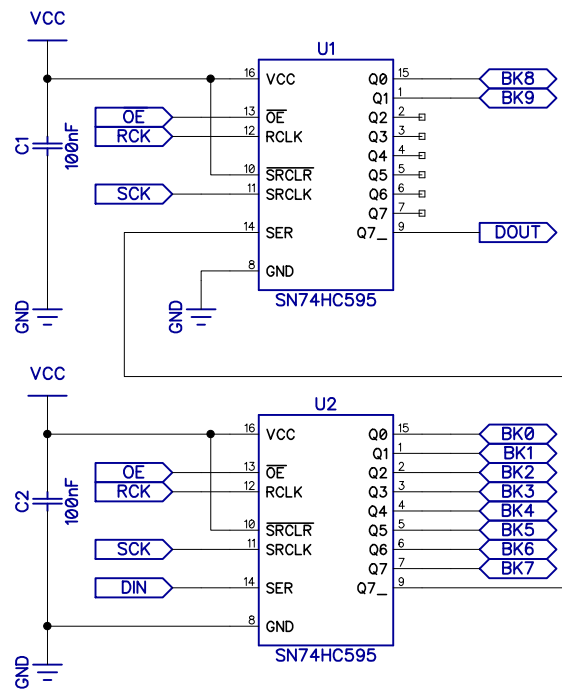 VCC
U1
16 VCC Q0 15 BK8
Q1 1 BK9
OE 13 OE Q2 2
RCK 12 RCLK Q3 3
C1 100nF
Q4 4
10 SRCLR Q5 5
SCK 11 SRCLK Q6 6
Q7 7
14 SER Q7_ 9 DOUT
8 GND
SN74HC595
GND
GND
VCC
U2
16 VCC Q0 15 BK0
Q1 1 BK1
OE 13 OE Q2 2 BK2
RCK 12 RCLK Q3 3 BK3
C2 100nF
Q4 4 BK4
10 SRCLR Q5 5 BK5
SCK 11 SRCLK Q6 6 BK6
Q7 7 BK7
DIN 14 SER Q7_ 9
8 GND
SN74HC595
GND